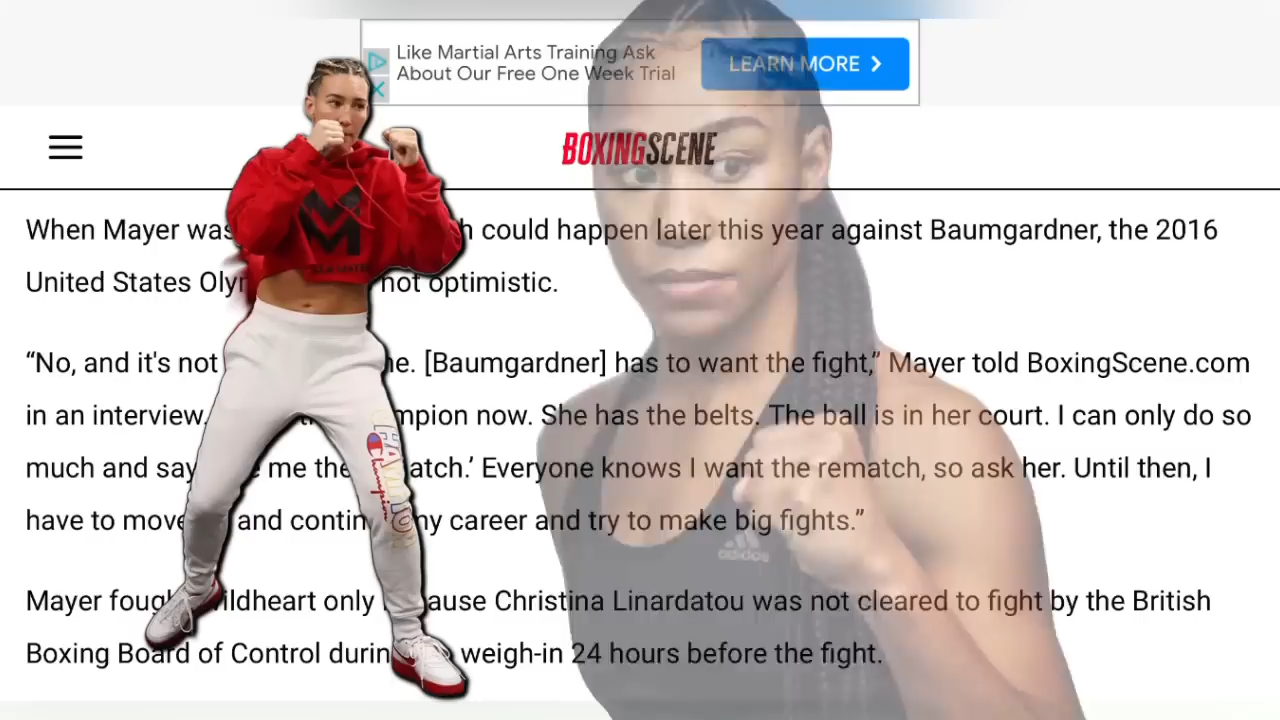 Like Martial Arts Training Ask
About Our Free One Week Trial
LEARN MORE
BOXINGSCENE
When Mayer was h could happen later this year against Baumgardner, the 2016
United States Oly not optimistic.
“No, and it's not ne. [Baumgardner] has to want the fight,” Mayer told BoxingScene.com
in an interview. mpion now. She has the belts. The ball is in her court. I can only do so
much and say me the atch.’ Everyone knows I want the rematch, so ask her. Until then, I
have to move and contin my career and try to make big fights.”
Mayer foug ildheart only ause Christina Linardatou was not cleared to fight by the British
Boxing Board of Control durin weigh-in 24 hours before the fight.
M
Champion
adidas